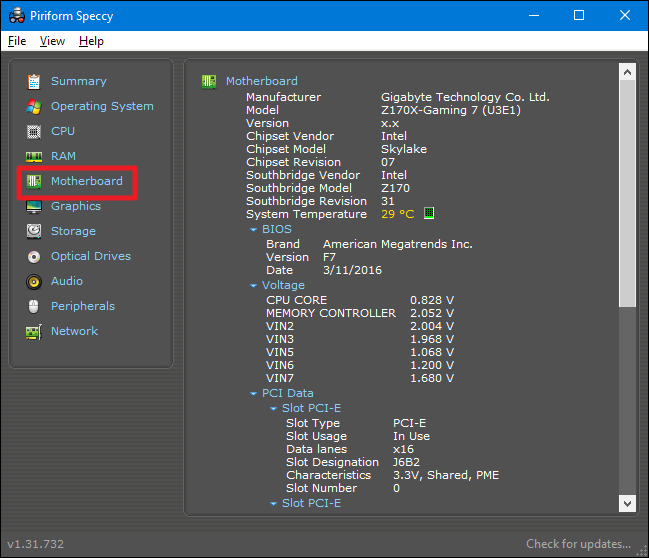 Piriform Speccy
File View Help
Summary
Operating System
CPU
RAM
Motherboard
Graphics
Storage
Optical Drives
Audio
Peripherals
Network
Motherboard
Manufacturer Gigabyte Technology Co. Ltd.
Model Z170X-Gaming 7 (U3E1)
Version x.x
Chipset Vendor Intel
Chipset Model Skylake
Chipset Revision 07
Southbridge Vendor Intel
Southbridge Model Z170
Southbridge Revision 31
System Temperature 29 °C
BIOS
Brand American Megatrends Inc.
Version F7
Date 3/11/2016
Voltage
CPU CORE 0.828 V
MEMORY CONTROLLER 2.052 V
VIN2 2.004 V
VIN3 1.968 V
VIN5 1.068 V
VIN6 1.200 V
VIN7 1.680 V
PCI Data
Slot PCI-E
Slot Type PCI-E
Slot Usage In Use
Data lanes x16
Slot Designation J6B2
Characteristics 3.3V, Shared, PME
Slot Number 0
Slot PCI-E
v1.31.732 Check for updates...